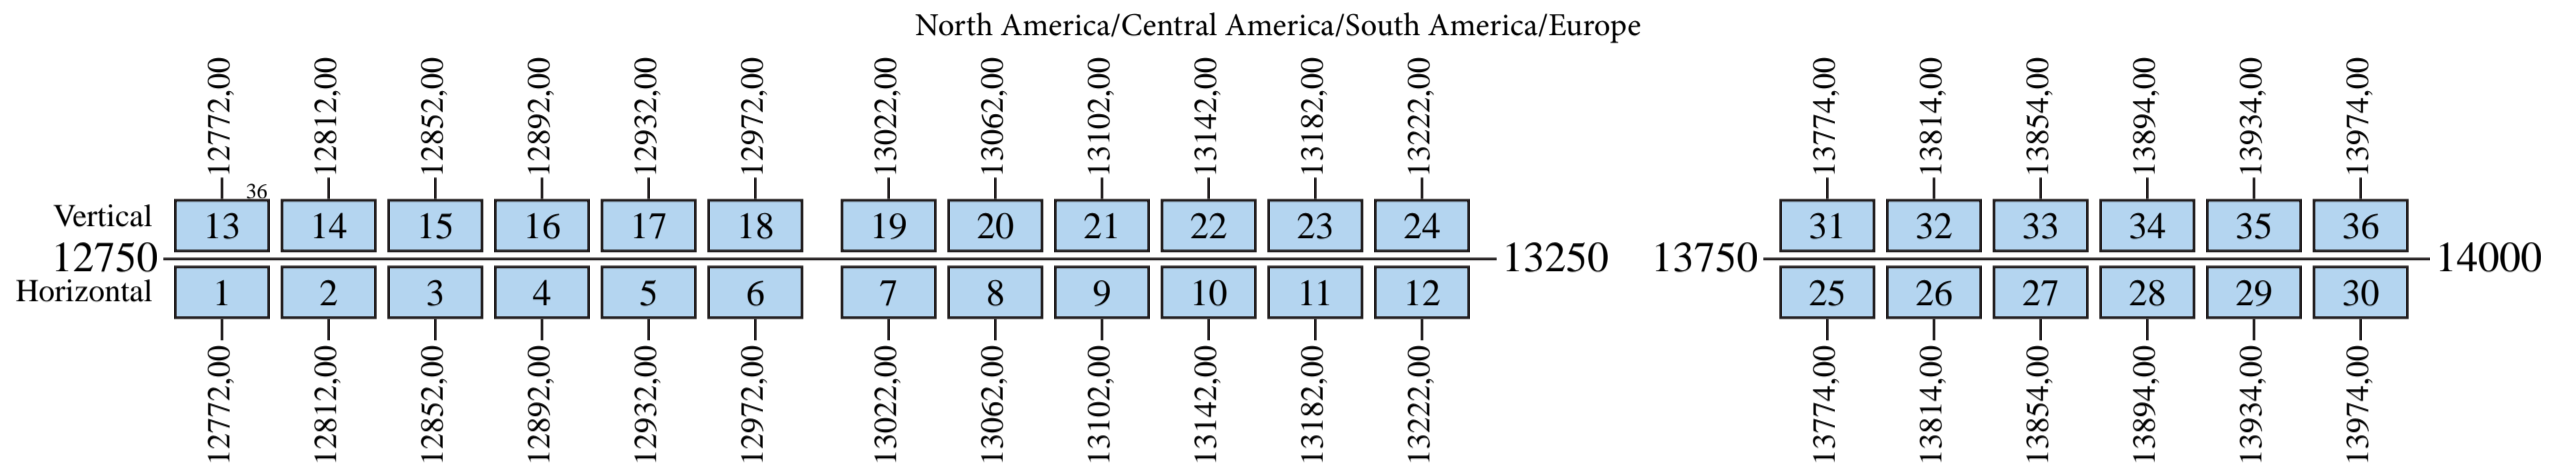 North America/Central America/South America/Europe
12772,00 12812,00 12852,00 12892,00 12932,00 12972,00 13022,00 13062,00 13102,00 13142,00 13182,00 13222,00 13774,00 13814,00 13854,00 13894,00 13934,00 13974,00
36
Vertical 13 14 15 16 17 18 19 20 21 22 23 24 31 32 33 34 35 36
12750 13250 13750 14000
Horizontal 1 2 3 4 5 6 7 8 9 10 11 12 25 26 27 28 29 30
12772,00 12812,00 12852,00 12892,00 12932,00 12972,00 13022,00 13062,00 13102,00 13142,00 13182,00 13222,00 13774,00 13814,00 13854,00 13894,00 13934,00 13974,00